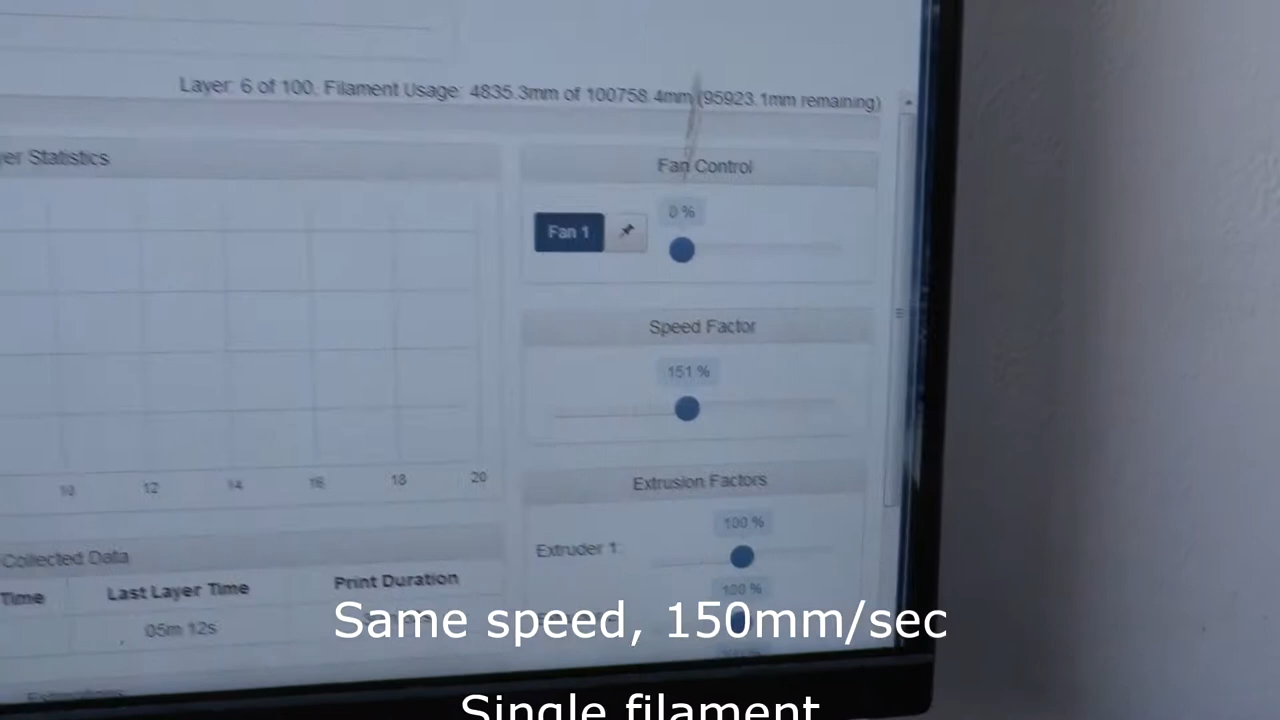 Layer: 6 of 100, Filament Usage: 4835.3mm of 100758.4mm (95923.1mm remaining)
yer Statistics
Fan Control
Fan 1
0 %
Speed Factor
151 %
10 12 14 16 18 20
Extrusion Factors
100 %
Extruder 1:
100 %
Collected Data
Time Last Layer Time Print Duration
05m 12s
Same speed, 150mm/sec
Single filament